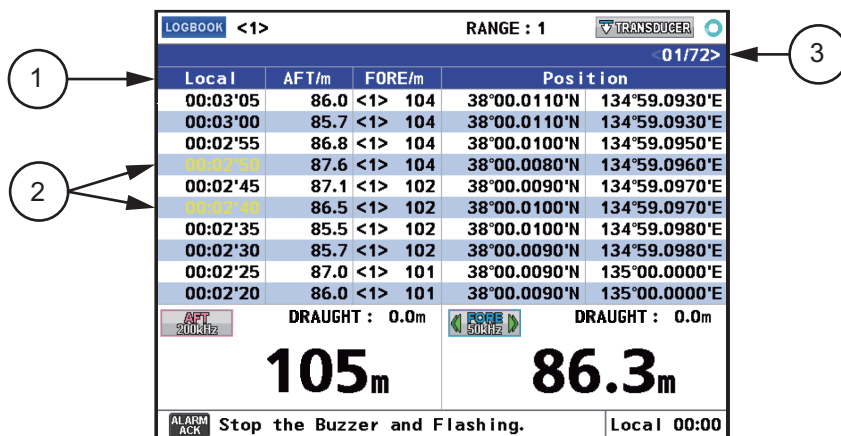 LOGBOOK <1> RANGE : 1 TRANSDUCER
<01/72>
3
1
Local AFT/m FORE/m Position
00:03'05 86.0 <1> 104 38°00.0110'N 134°59.0930'E
00:03'00 85.7 <1> 104 38°00.0110'N 134°59.0930'E
00:02'55 86.8 <1> 104 38°00.0100'N 134°59.0950'E
00:02'50 87.6 <1> 104 38°00.0080'N 134°59.0960'E
2
00:02'45 87.1 <1> 102 38°00.0090'N 134°59.0970'E
00:02'40 86.5 <1> 102 38°00.0100'N 134°59.0970'E
00:02'35 85.5 <1> 102 38°00.0100'N 134°59.0980'E
00:02'30 85.7 <1> 102 38°00.0090'N 134°59.0980'E
00:02'25 87.0 <1> 101 38°00.0090'N 135°00.0000'E
00:02'20 86.0 <1> 101 38°00.0090'N 135°00.0000'E
AFT DRAUGHT : 0.0m FORE DRAUGHT : 0.0m
200kHz 50kHz
105m 86.3m
ALARM ACK Stop the Buzzer and Flashing. Local 00:00